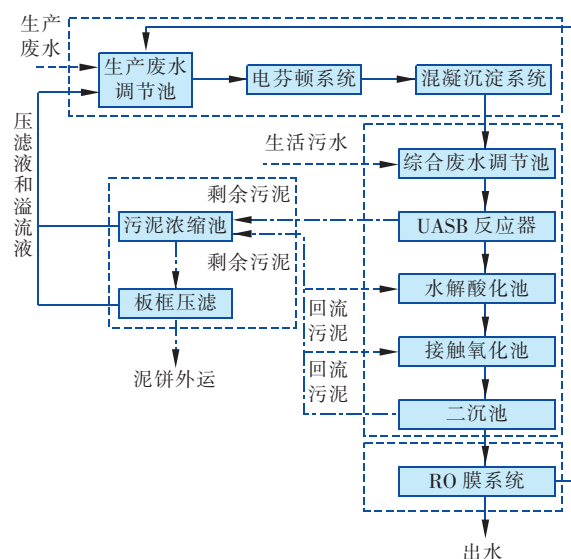 生产
废水
生产废水
调节池
电芬顿系统
混凝沉淀系统
压滤液和溢流液
生活污水
综合废水调节池
剩余污泥
污泥浓缩池
UASB 反应器
剩余污泥
板框压滤
水解酸化池
回流
污泥
接触氧化池
回流
污泥
泥饼外运
二沉池
RO 膜系统
出水